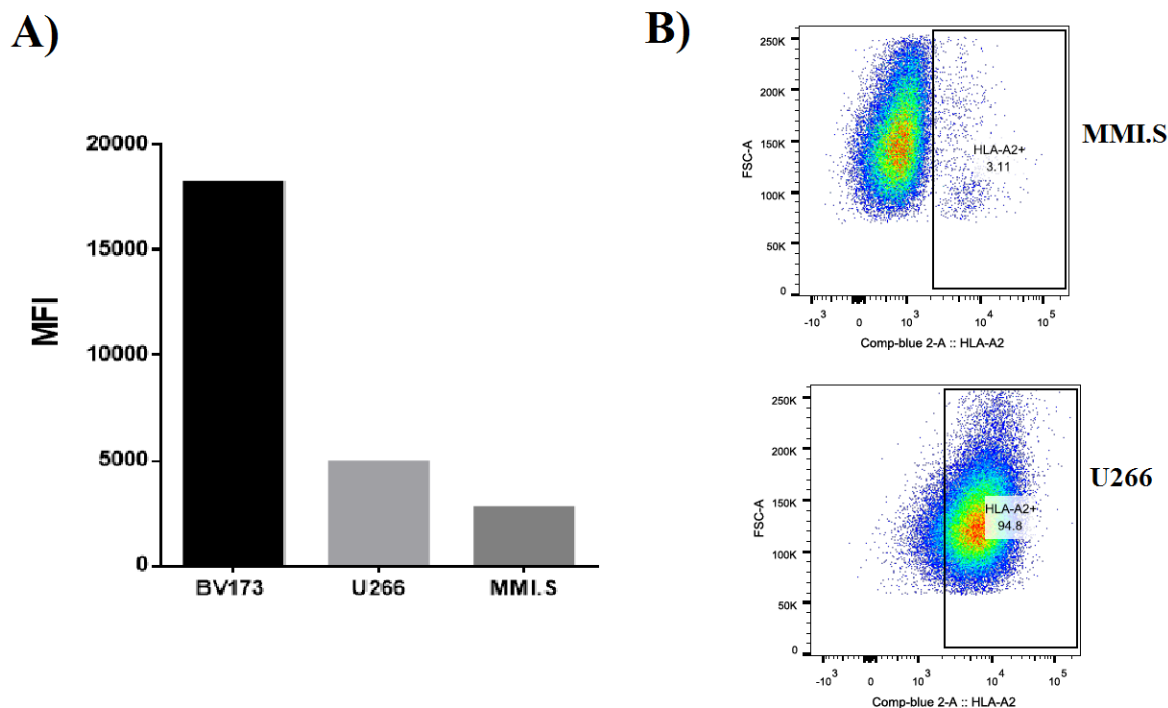 A)
MFI
20000
15000
10000
5000
0
BV173
U266
MMI.S
B)
FSC-A
250K
200K
150K
100K
50K
0
HLA-A2+
3.11
-10³
0
10³
10⁴
10⁵
Comp-blue 2-A :: HLA-A2
MMI.S
FSC-A
250K
200K
150K
100K
50K
0
HLA-A2+
94.8
-10³
0
10³
10⁴
10⁵
Comp-blue 2-A :: HLA-A2
U266